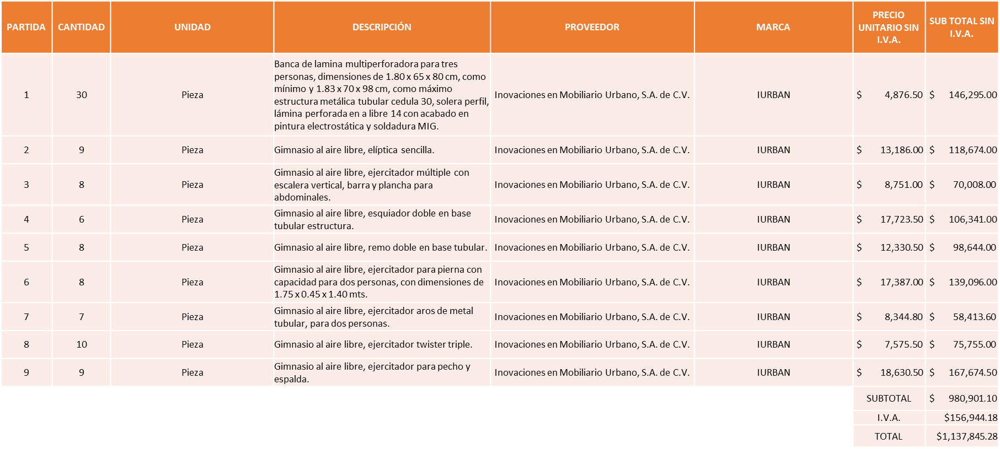 PARTIDA CANTIDAD UNIDAD DESCRIPCIÓN PROVEEDOR MARCA PRECIO UNITARIO SIN I.V.A. SUB TOTAL SIN I.V.A.
1 30 Pieza Banca de lamina multiperforadora para tres
personas, dimensiones de 1.80 x 65 x 80 cm, como
mínimo y 1.83 x 70 x 98 cm, como máximo
estructura metálica tubular cedula 30, solera perfil,
lámina perforada en a libre 14 con acabado en
pintura electrostática y soldadura MIG. Inovaciones en Mobiliario Urbano, S.A. de C.V. IURBAN $ 4,876.50 $ 146,295.00
2 9 Pieza Gimnasio al aire libre, elíptica sencilla. Inovaciones en Mobiliario Urbano, S.A. de C.V. IURBAN $ 13,186.00 $ 118,674.00
3 8 Pieza Gimnasio al aire libre, ejercitador múltiple con
escalera vertical, barra y plancha para
abdominales. Inovaciones en Mobiliario Urbano, S.A. de C.V. IURBAN $ 8,751.00 $ 70,008.00
4 6 Pieza Gimnasio al aire libre, esquiador doble en base
tubular estructura. Inovaciones en Mobiliario Urbano, S.A. de C.V. IURBAN $ 17,723.50 $ 106,341.00
5 8 Pieza Gimnasio al aire libre, remo doble en base tubular. Inovaciones en Mobiliario Urbano, S.A. de C.V. IURBAN $ 12,330.50 $ 98,644.00
6 8 Pieza Gimnasio al aire libre, ejercitador para pierna con
capacidad para dos personas, con dimensiones de
1.75 x 0.45 x 1.40 mts. Inovaciones en Mobiliario Urbano, S.A. de C.V. IURBAN $ 17,387.00 $ 139,096.00
7 7 Pieza Gimnasio al aire libre, ejercitador aros de metal
tubular, para dos personas. Inovaciones en Mobiliario Urbano, S.A. de C.V. IURBAN $ 8,344.80 $ 58,413.60
8 10 Pieza Gimnasio al aire libre, ejercitador twister triple. Inovaciones en Mobiliario Urbano, S.A. de C.V. IURBAN $ 7,575.50 $ 75,755.00
9 9 Pieza Gimnasio al aire libre, ejercitador para pecho y
espalda. Inovaciones en Mobiliario Urbano, S.A. de C.V. IURBAN $ 18,630.50 $ 167,674.50
SUBTOTAL $ 980,901.10
I.V.A. $156,944.18
TOTAL $1,137,845.28